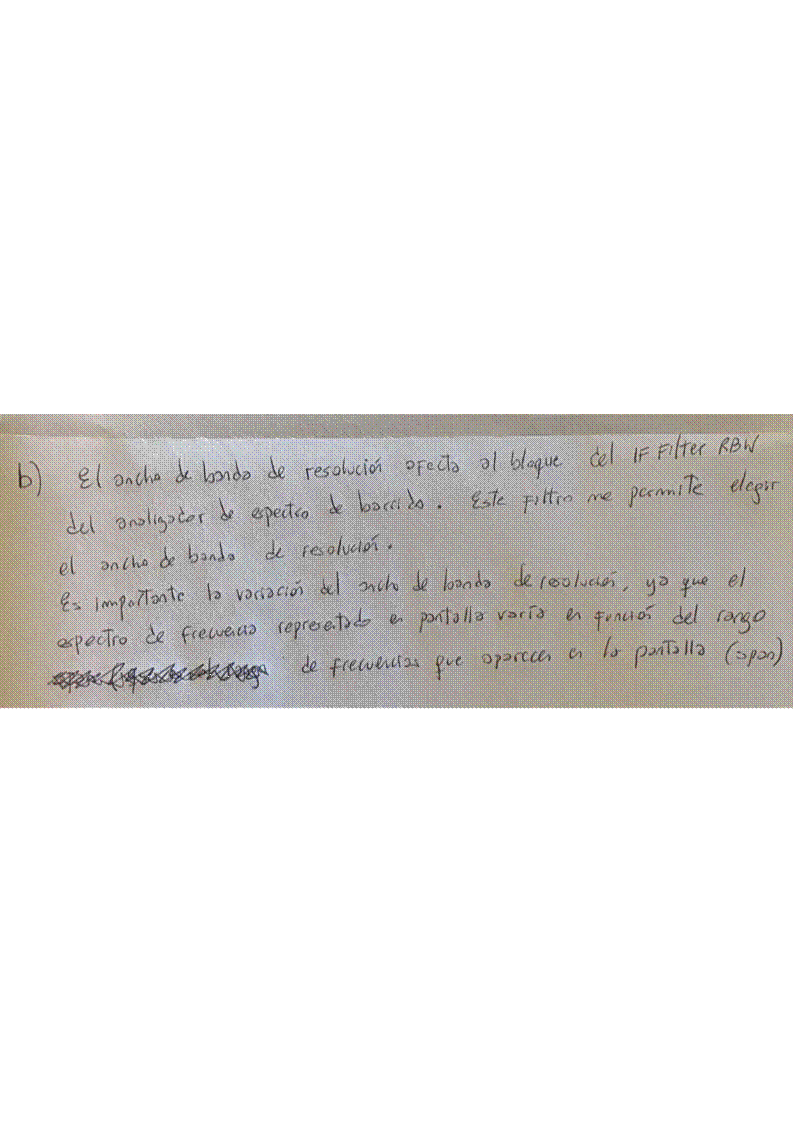 b) El ancho de banda de resolución afecta al bloque del IF Filter RBW
del analizador de espectro de barrido. Este filtro me permite elegir
el ancho de banda de resolución.
Es importante la variación del ancho de banda de resolución, ya que el
espectro de frecuencia representado en pantalla varía en función del rango
de frecuencias que aparecen en la pantalla (span)